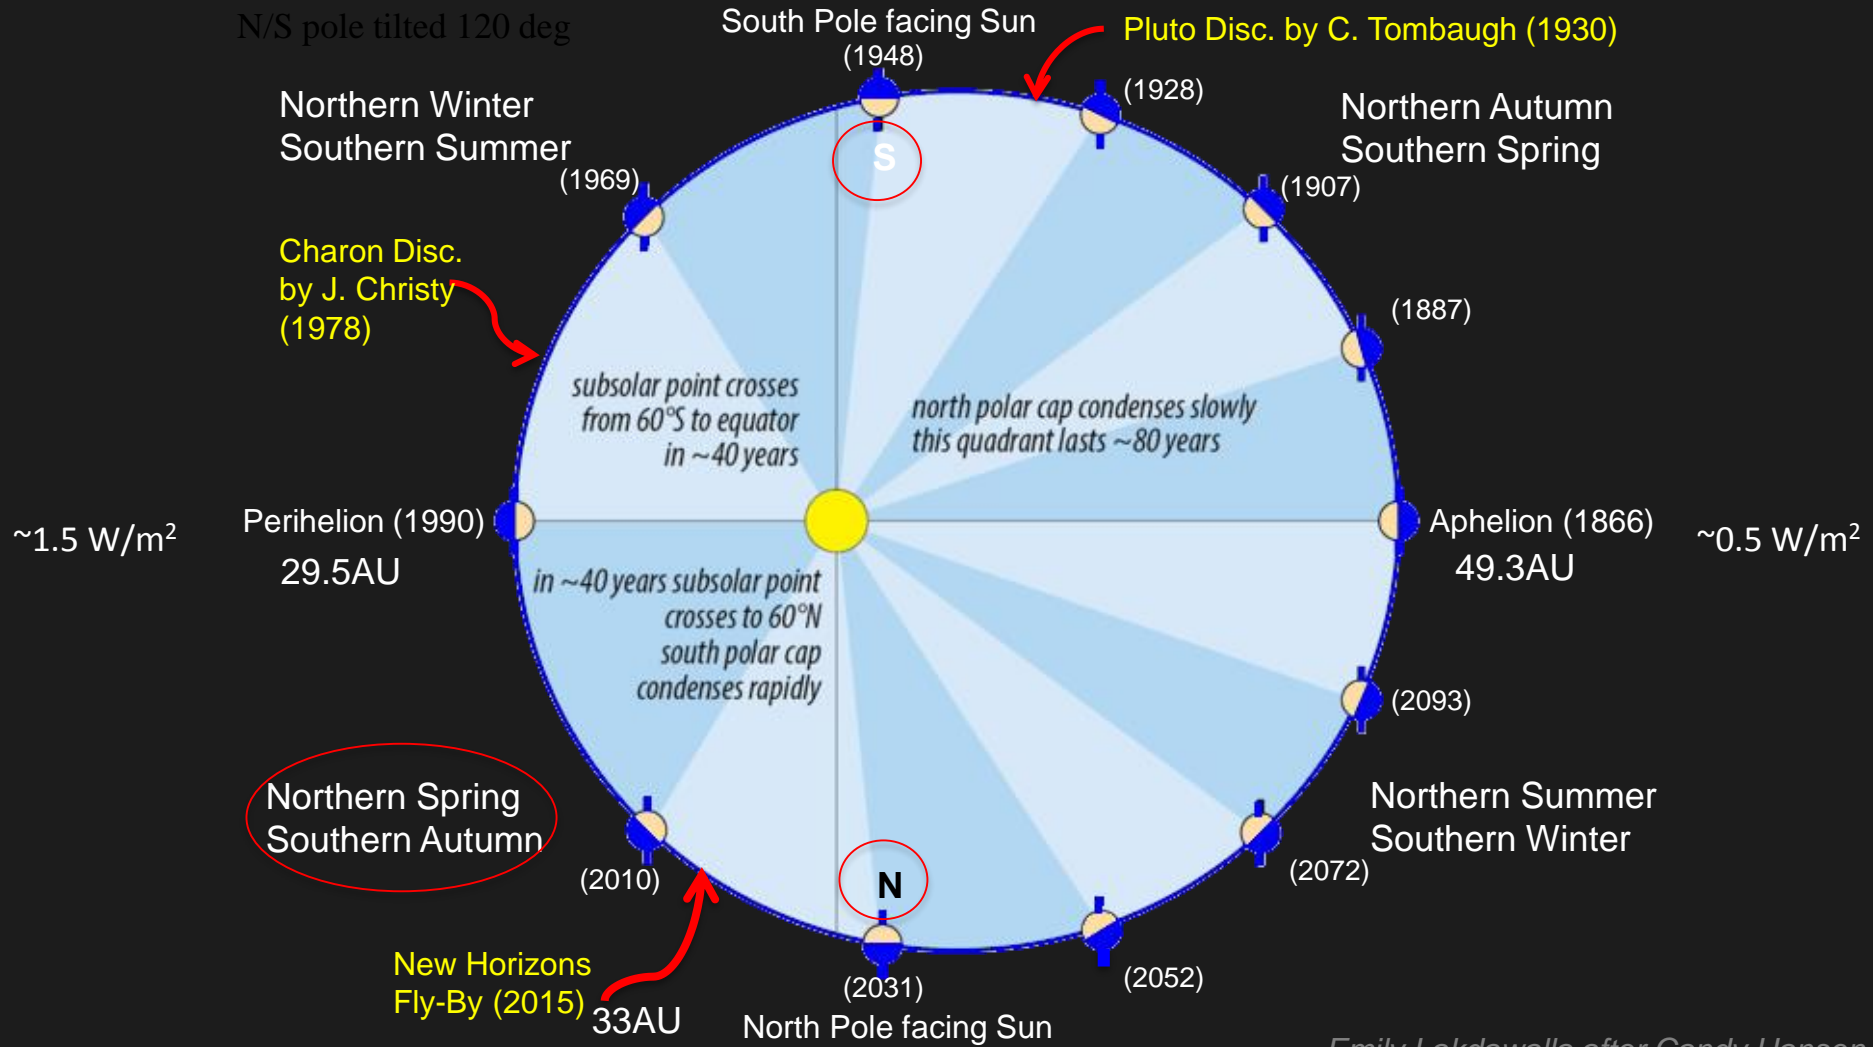 N/S pole tilted 120 deg
South Pole facing Sun
(1948)
Pluto Disc. by C. Tombaugh (1930)
(1928)
Northern Winter
Southern Summer
Northern Autumn
Southern Spring
S
(1969)
(1907)
Charon Disc.
by J. Christy
(1978)
(1887)
subsolar point crosses
from 60°S to equator
in ~40 years
north polar cap condenses slowly
this quadrant lasts ~80 years
~1.5 W/m²
Perihelion (1990)
29.5AU
Aphelion (1866)
49.3AU
~0.5 W/m²
in ~40 years subsolar point
crosses to 60°N
south polar cap
condenses rapidly
(2093)
Northern Spring
Southern Autumn
Northern Summer
Southern Winter
(2010)
N
(2072)
New Horizons
Fly-By (2015)
33AU
(2031)
North Pole facing Sun
(2052)
Emily Lakdawalla after Candy Hansen